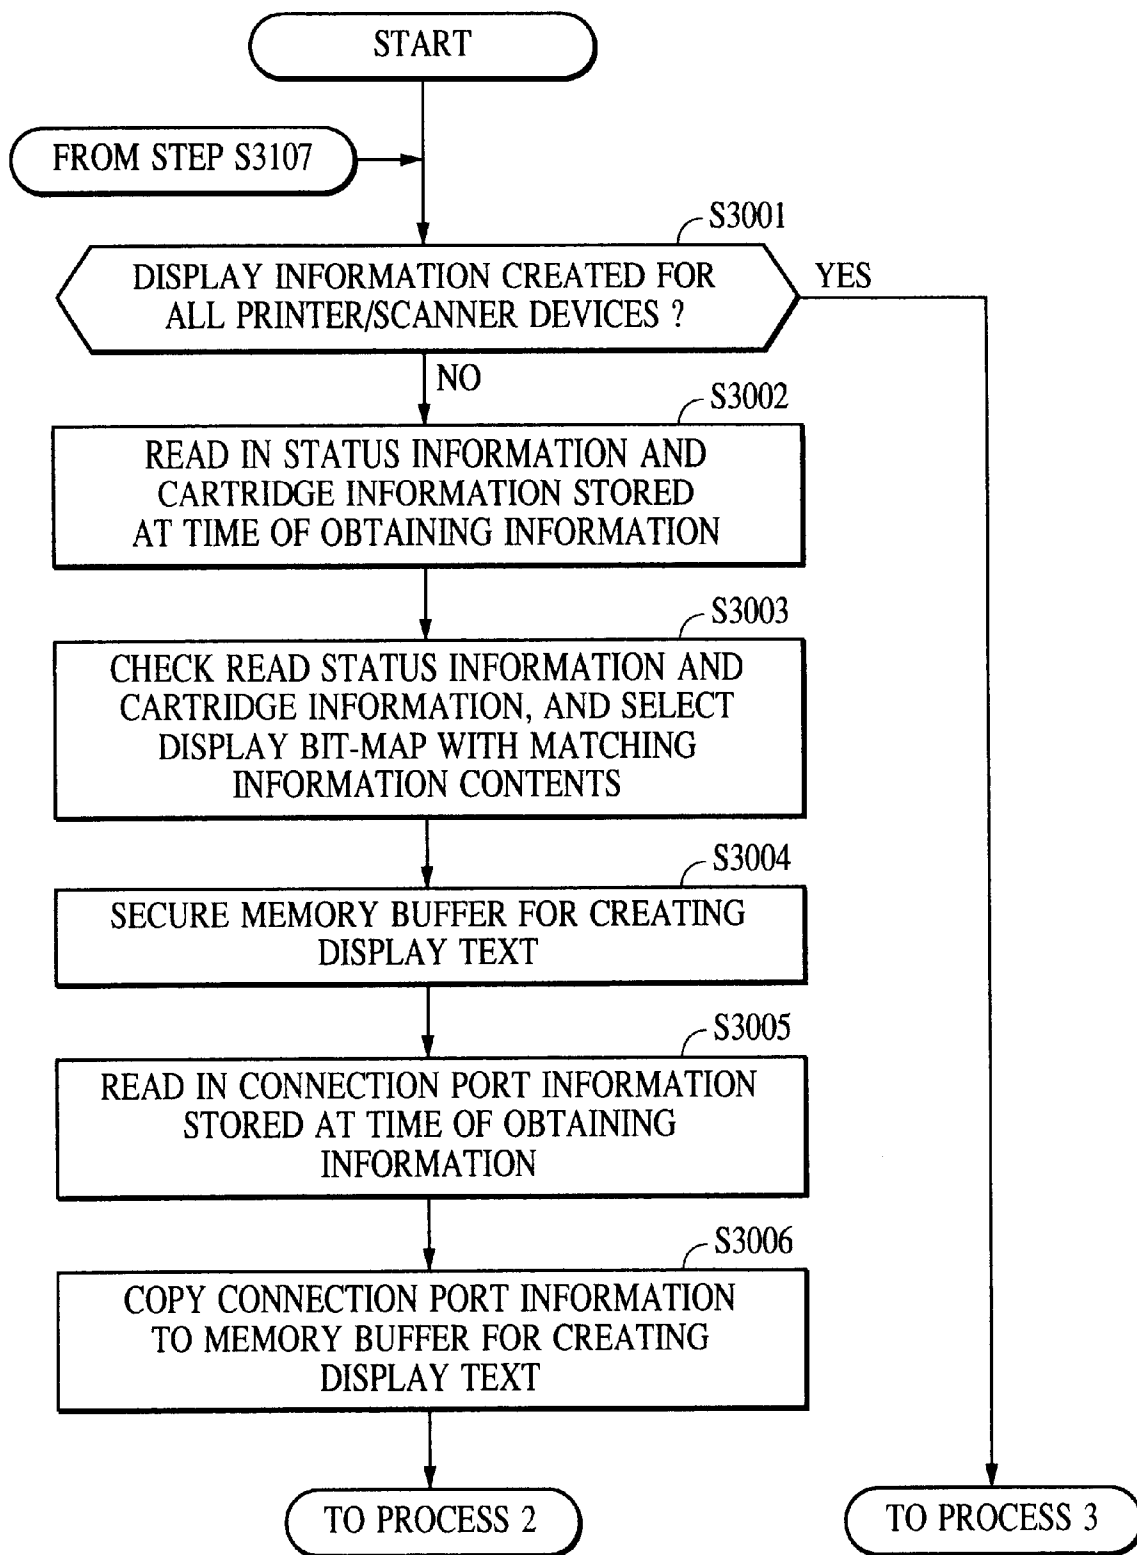 START
FROM STEP S3107
S3001
DISPLAY INFORMATION CREATED FOR
ALL PRINTER/SCANNER DEVICES ?
YES
NO
S3002
READ IN STATUS INFORMATION AND
CARTRIDGE INFORMATION STORED
AT TIME OF OBTAINING INFORMATION
S3003
CHECK READ STATUS INFORMATION AND
CARTRIDGE INFORMATION, AND SELECT
DISPLAY BIT-MAP WITH MATCHING
INFORMATION CONTENTS
S3004
SECURE MEMORY BUFFER FOR CREATING
DISPLAY TEXT
S3005
READ IN CONNECTION PORT INFORMATION
STORED AT TIME OF OBTAINING
INFORMATION
S3006
COPY CONNECTION PORT INFORMATION
TO MEMORY BUFFER FOR CREATING
DISPLAY TEXT
TO PROCESS 2
TO PROCESS 3